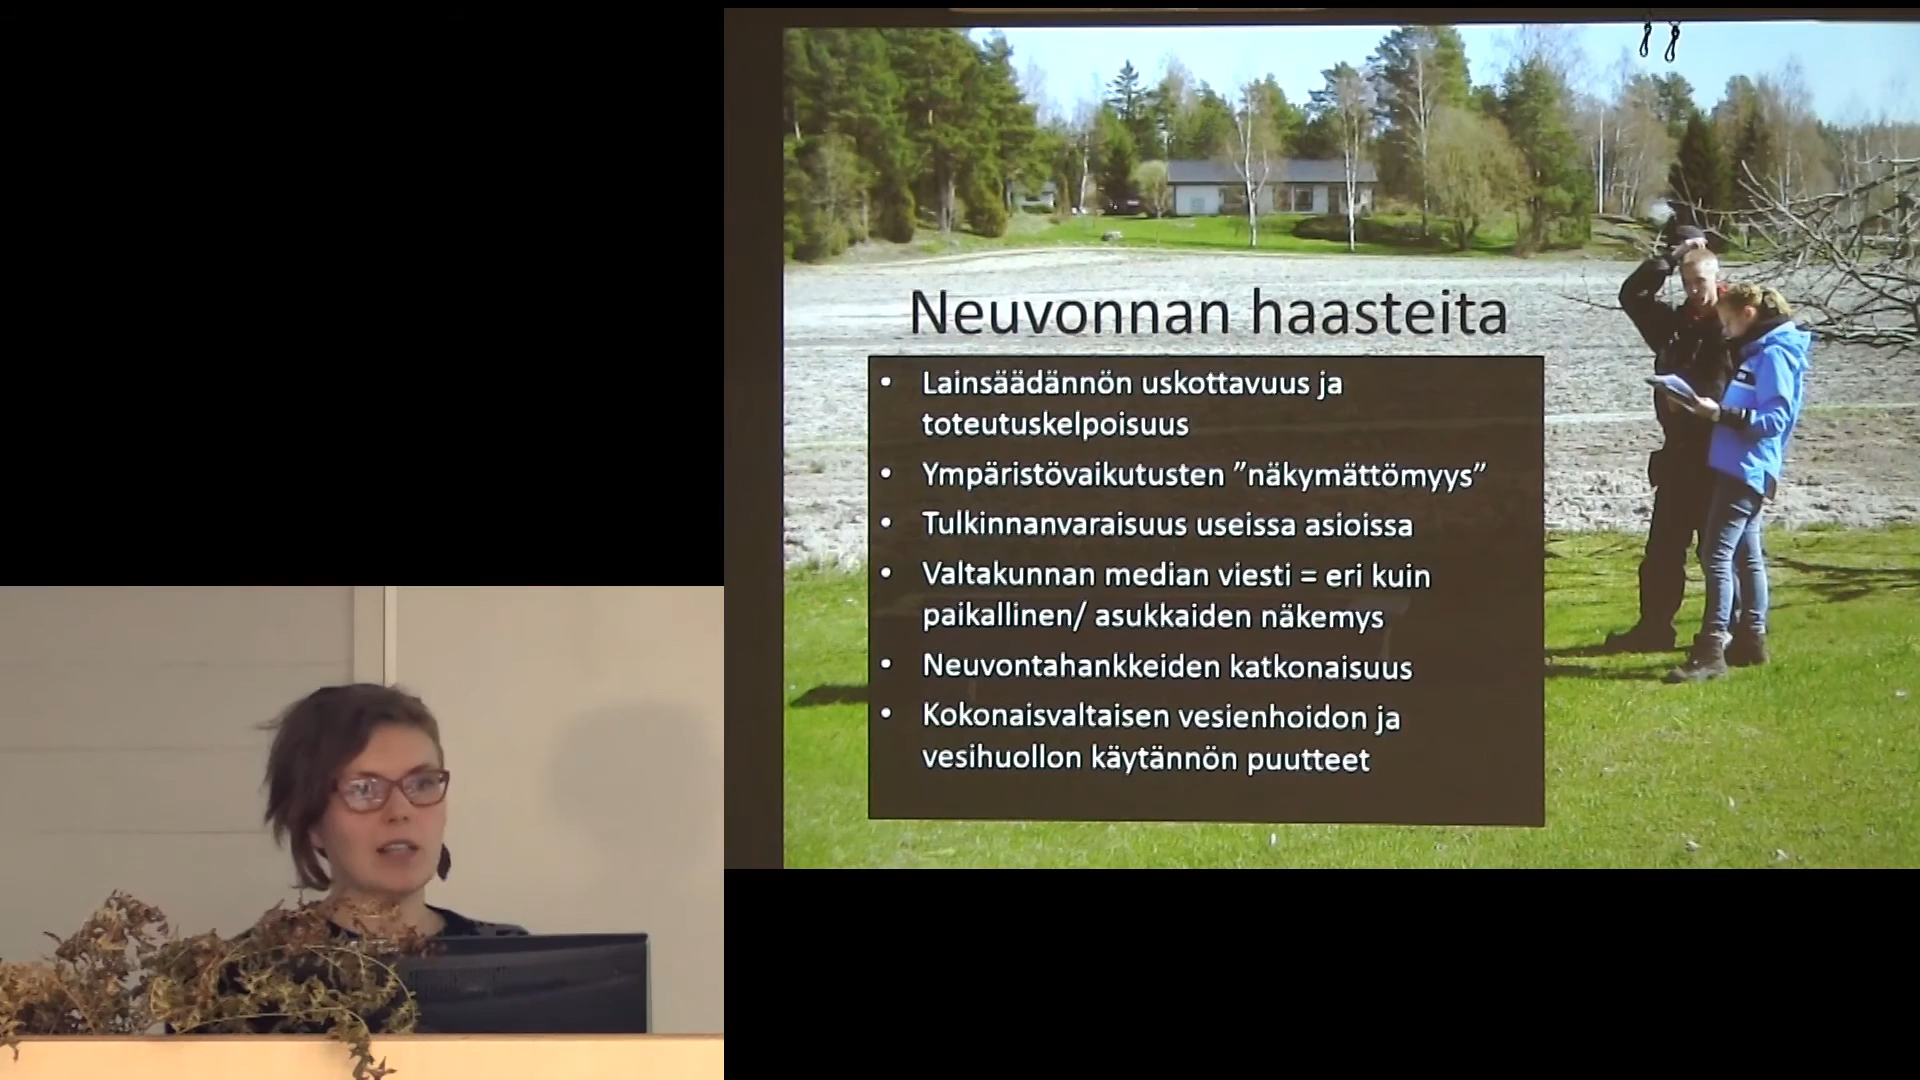 Neuvonnan haasteita
• Lainsäädännön uskottavuus ja
toteutuskelpoisuus
• Ympäristövaikutusten ”näkymättömyys”
• Tulkinnanvaraisuus useissa asioissa
• Valtakunnan median viesti = eri kuin
paikallinen/ asukkaiden näkemys
• Neuvontahankkeiden katkonaisuus
• Kokonaisvaltaisen vesienhoidon ja
vesihuollon käytännön puutteet